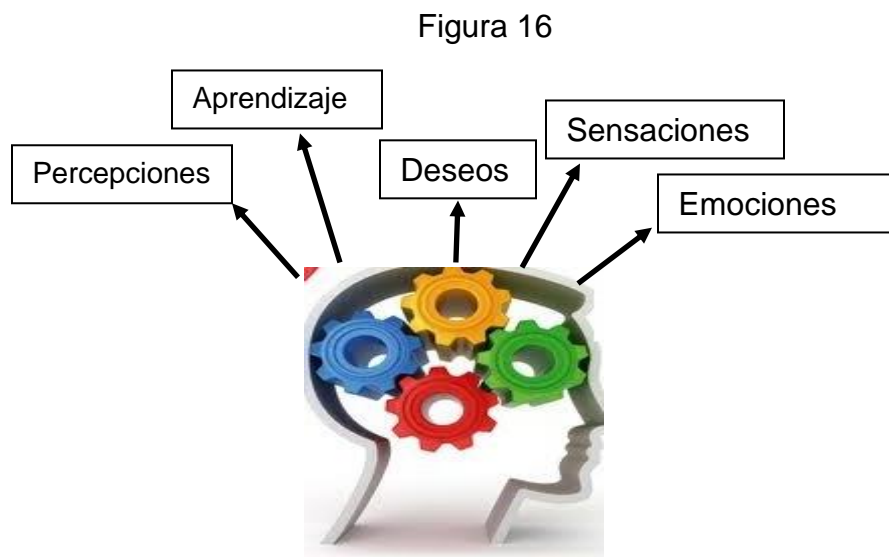 Figura 16
Aprendizaje
Sensaciones
Percepciones
Deseos
Emociones